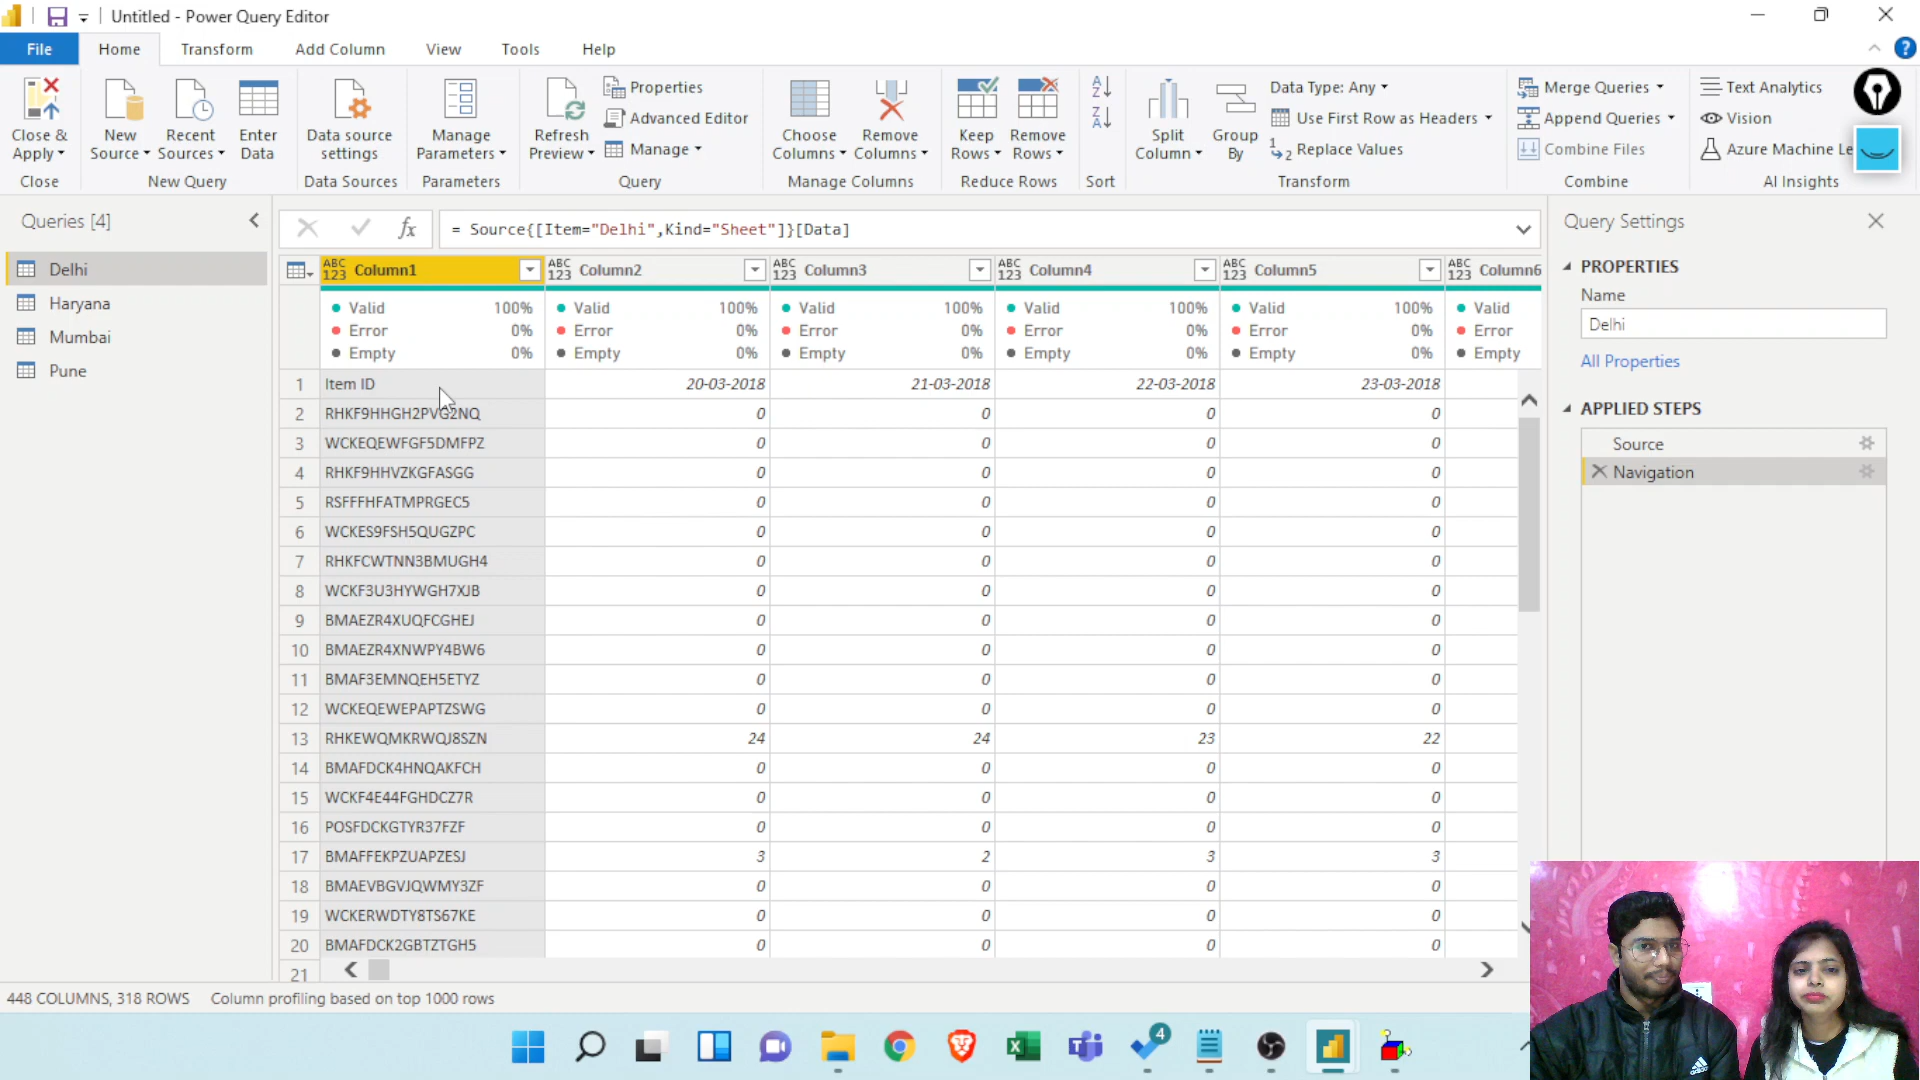 Untitled - Power Query Editor
File Home Transform Add Column View Tools Help
Close & Apply
New Source
Recent Sources
Enter Data
Data source settings
Manage Parameters
Refresh Preview
Properties
Advanced Editor
Manage
Choose Columns
Remove Columns
Keep Rows
Remove Rows
Split Column
Group By
Data Type: Any
Use First Row as Headers
Replace Values
Merge Queries
Append Queries
Combine Files
Text Analytics
Vision
Azure Machine Le
Close New Query Data Sources Parameters Query Manage Columns Reduce Rows Sort Transform Combine AI Insights
Queries [4]
Delhi
Haryana
Mumbai
Pune
fx = Source{[Item="Delhi",Kind="Sheet"]}[Data]
ABC 123 Column1 ABC 123 Column2 ABC 123 Column3 ABC 123 Column4 ABC 123 Column5 ABC 123 Column6
Valid 100% Valid 100% Valid 100% Valid 100% Valid 100% Valid
Error 0% Error 0% Error 0% Error 0% Error 0% Error
Empty 0% Empty 0% Empty 0% Empty 0% Empty 0% Empty
1 Item ID 20-03-2018 21-03-2018 22-03-2018 23-03-2018
2 RHKF9HHGH2PVG2NQ 0 0 0 0
3 WCKEQEWFGF5DMFPZ 0 0 0 0
4 RHKF9HHVZKGFASGG 0 0 0 0
5 RSFFFHFATMPRGEC5 0 0 0 0
6 WCKES9FSH5QUGZPC 0 0 0 0
7 RHKFCWTNN3BMUGH4 0 0 0 0
8 WCKF3U3HYWGH7XJB 0 0 0 0
9 BMAEZR4XUQFCGHEJ 0 0 0 0
10 BMAEZR4XNWPY4BW6 0 0 0 0
11 BMAF3EMNQEH5ETYZ 0 0 0 0
12 WCKEQEWEPAPTZSWG 0 0 0 0
13 RHKEWQMKRWQJ8SZN 24 24 23 22
14 BMAFDCK4HNQAKFCH 0 0 0 0
15 WCKF4E44FGHDCZ7R 0 0 0 0
16 POSFDCKGTYR37FZF 0 0 0 0
17 BMAFFEKPZUAPZESJ 3 2 3 3
18 BMAEVBGVJQWMY3ZF 0 0 0 0
19 WCKERWDTY8TS67KE 0 0 0 0
20 BMAFDCK2GBTZTGH5 0 0 0 0
21
Query Settings
PROPERTIES
Name
Delhi
All Properties
APPLIED STEPS
Source
Navigation
448 COLUMNS, 318 ROWS Column profiling based on top 1000 rows
4